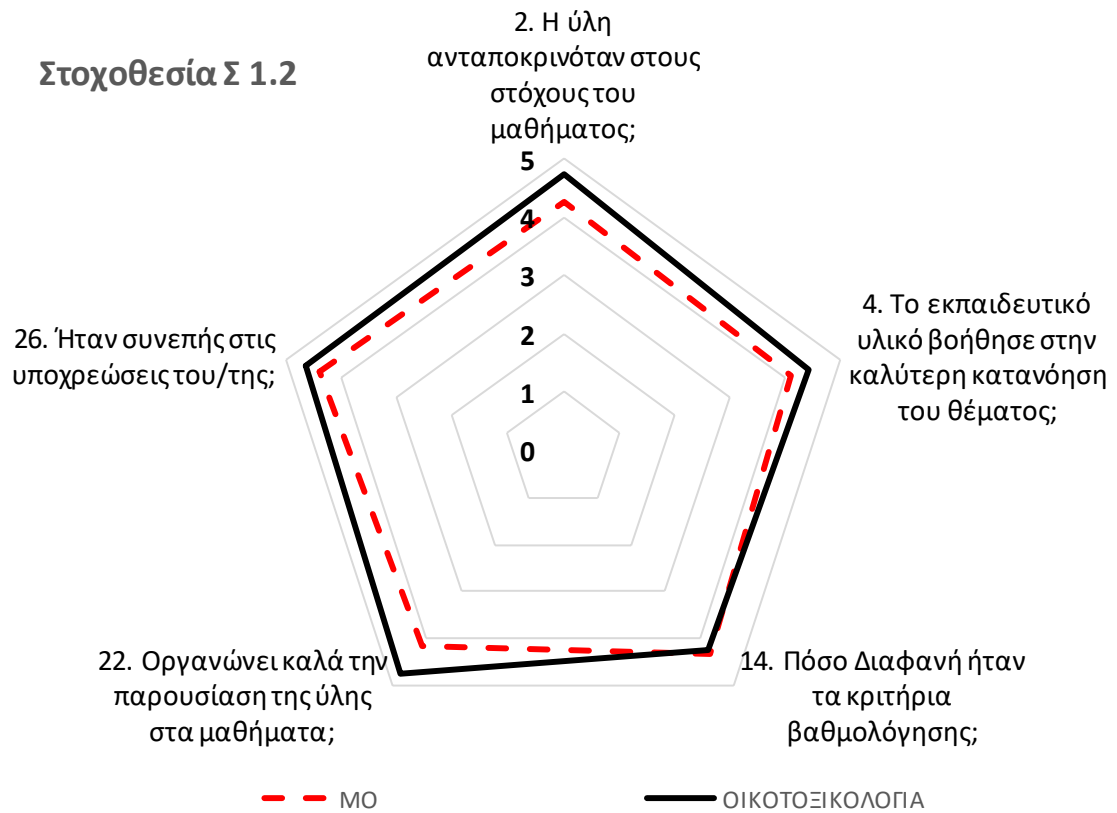 Στοχοθεσία Σ 1.2
2. Η ύλη
ανταποκρινόταν στους
στόχους του
μαθήματος;
5
4
3
2
1
0
4. Το εκπαιδευτικό
υλικό βοήθησε στην
καλύτερη κατανόηση
του θέματος;
14. Πόσο Διαφανή ήταν
τα κριτήρια
βαθμολόγησης;
22. Οργανώνει καλά την
παρουσίαση της ύλης
στα μαθήματα;
26. Ήταν συνεπής στις
υποχρεώσεις του/της;
ΜΟ
ΟΙΚΟΤΟΞΙΚΟΛΟΓΙΑ